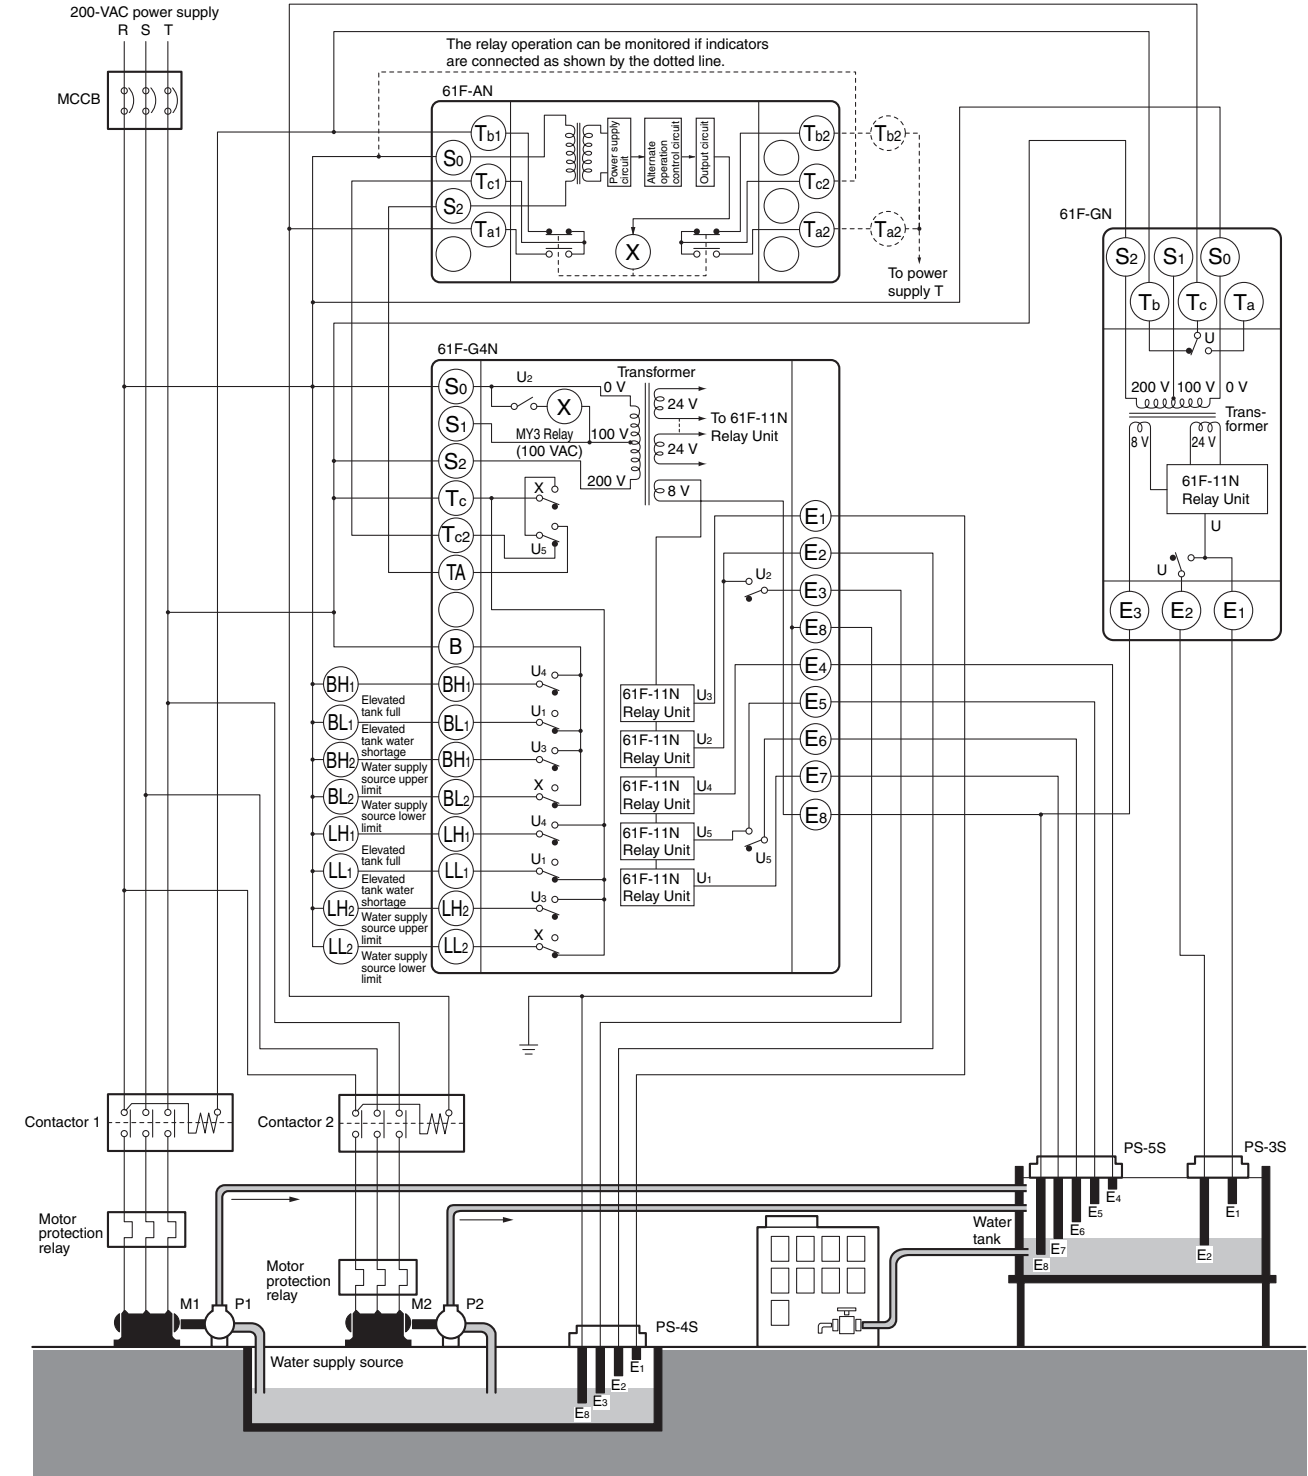 200-VAC power supply
R S T
MCCB
The relay operation can be monitored if indicators
are connected as shown by the dotted line.
61F-AN
Tb1
S0
Tc1
S2
Ta1
Power supply
circuit
Alternate
operation
control circuit
Output circuit
X
Tb2
Tc2
Ta2
Tb2
Ta2
To power
supply T
61F-GN
S2 S1 S0
Tb Tc Ta
U
200 V 100 V 0 V
Trans-
former
8 V 24 V
61F-11N
Relay Unit
U
U
E3 E2 E1
61F-G4N
S0
S1
S2
Tc
Tc2
TA
B
BH1
BL1
BH1
BL2
LH1
LL1
LH2
LL2
BH1
Elevated
tank full
BL1
Elevated
tank water
shortage
BH2
Water supply
source upper
limit
BL2
Water supply
source lower
limit
LH1
Elevated
tank full
LL1
Elevated
tank water
shortage
LH2
Water supply
source upper
limit
LL2
Water supply
source lower
limit
U2
X
MY3 Relay
(100 VAC)
Transformer
0 V
100 V
200 V
24 V
24 V
8 V
To 61F-11N
Relay Unit
X
U5
U4
U1
U3
X
U4
U1
U3
X
U2
61F-11N
Relay Unit
U3
61F-11N
Relay Unit
U2
61F-11N
Relay Unit
U4
61F-11N
Relay Unit
U5
U5
61F-11N
Relay Unit
U1
E1
E2
E3
E8
E4
E5
E6
E7
E8
Contactor 1
Contactor 2
Motor
protection
relay
Motor
protection
relay
M1 P1
M2 P2
Water supply source
PS-4S
E1
E2
E3
E8
PS-5S
PS-3S
Water
tank
E4
E5
E6
E7
E8
E1
E2